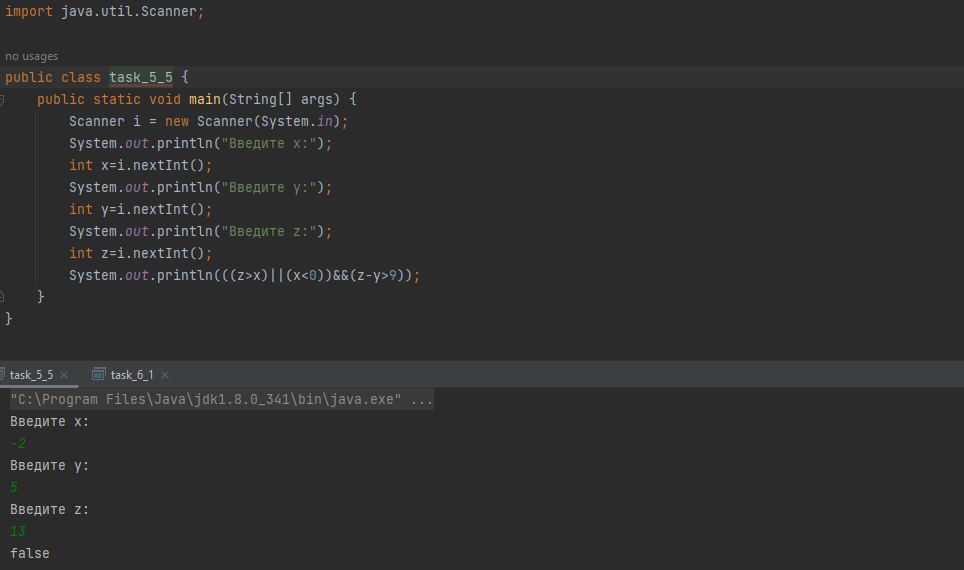 import java.util.Scanner;
no usages
public class task_5_5 {
public static void main(String[] args) {
Scanner i = new Scanner(System.in);
System.out.println("Введите x:");
int x=i.nextInt();
System.out.println("Введите y:");
int y=i.nextInt();
System.out.println("Введите z:");
int z=i.nextInt();
System.out.println(((z>x)||(x<0))&&(z-y>9));
}
}
task_5_5 × task_6_1 ×
"C:\Program Files\Java\jdk1.8.0_341\bin\java.exe" ...
Введите x:
-2
Введите y:
5
Введите z:
13
false